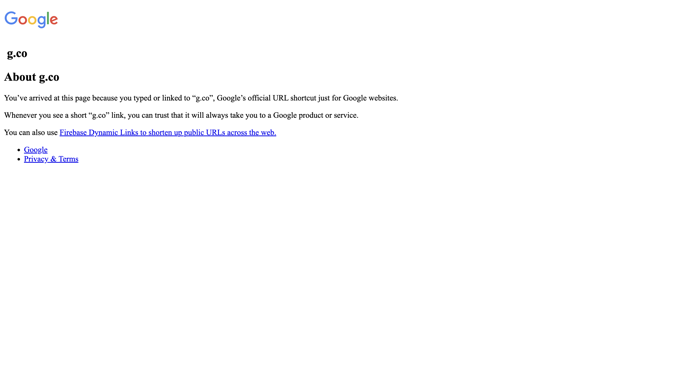 Google
g.co
About g.co
You’ve arrived at this page because you typed or linked to “g.co”, Google’s official URL shortcut just for Google websites.
Whenever you see a short “g.co” link, you can trust that it will always take you to a Google product or service.
You can also use Firebase Dynamic Links to shorten up public URLs across the web.
Google
Privacy & Terms